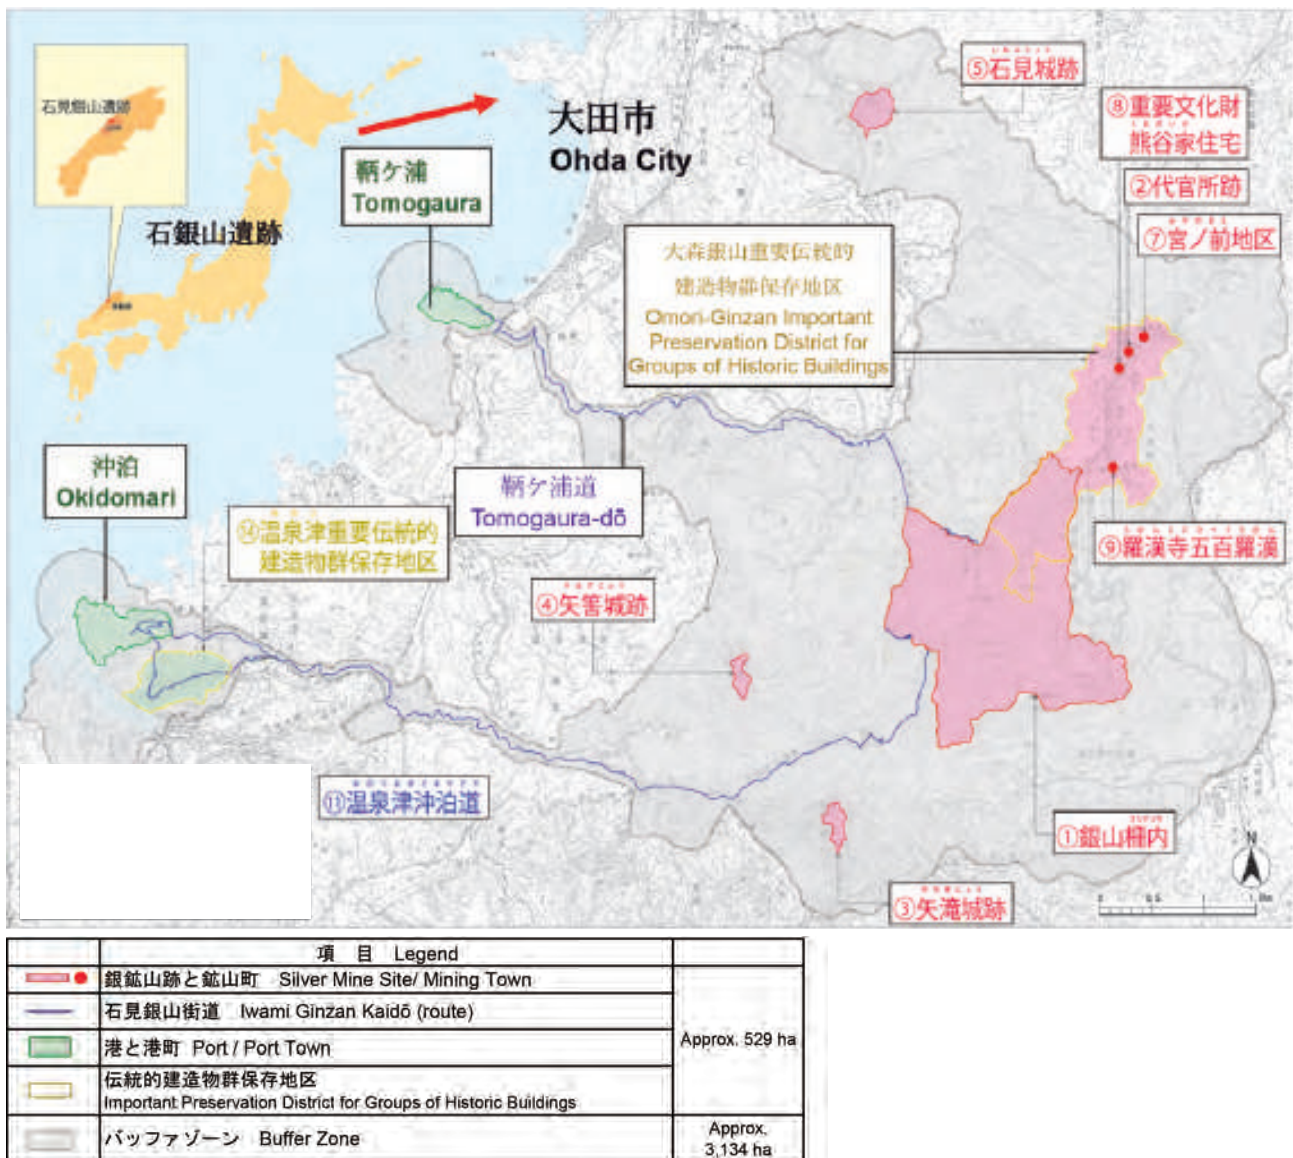 石見銀山遺跡
石銀山遺跡
大田市
Ohda City
鞆ケ浦
Tomogaura
⑤石見城跡
⑧重要文化財
熊谷家住宅
②代官所跡
⑦宮ノ前地区
大森銀山重要伝統的
建造物群保存地区
Omori-Ginzan Important
Preservation District for
Groups of Historic Buildings
沖泊
Okidomari
鞆ケ浦道
Tomogaura-dō
⑭温泉津重要伝統的
建造物群保存地区
④矢筈城跡
⑨羅漢寺五百羅漢
⑬温泉津沖泊道
①銀山柵内
③矢滝城跡
N
0 0.5
項 目 Legend
銀鉱山跡と鉱山町 Silver Mine Site/ Mining Town
石見銀山街道 Iwami Ginzan Kaidō (route)
港と港町 Port / Port Town
Approx. 529 ha
伝統的建造物群保存地区
Important Preservation District for Groups of Historic Buildings
バッファゾーン Buffer Zone
Approx.
3,134 ha